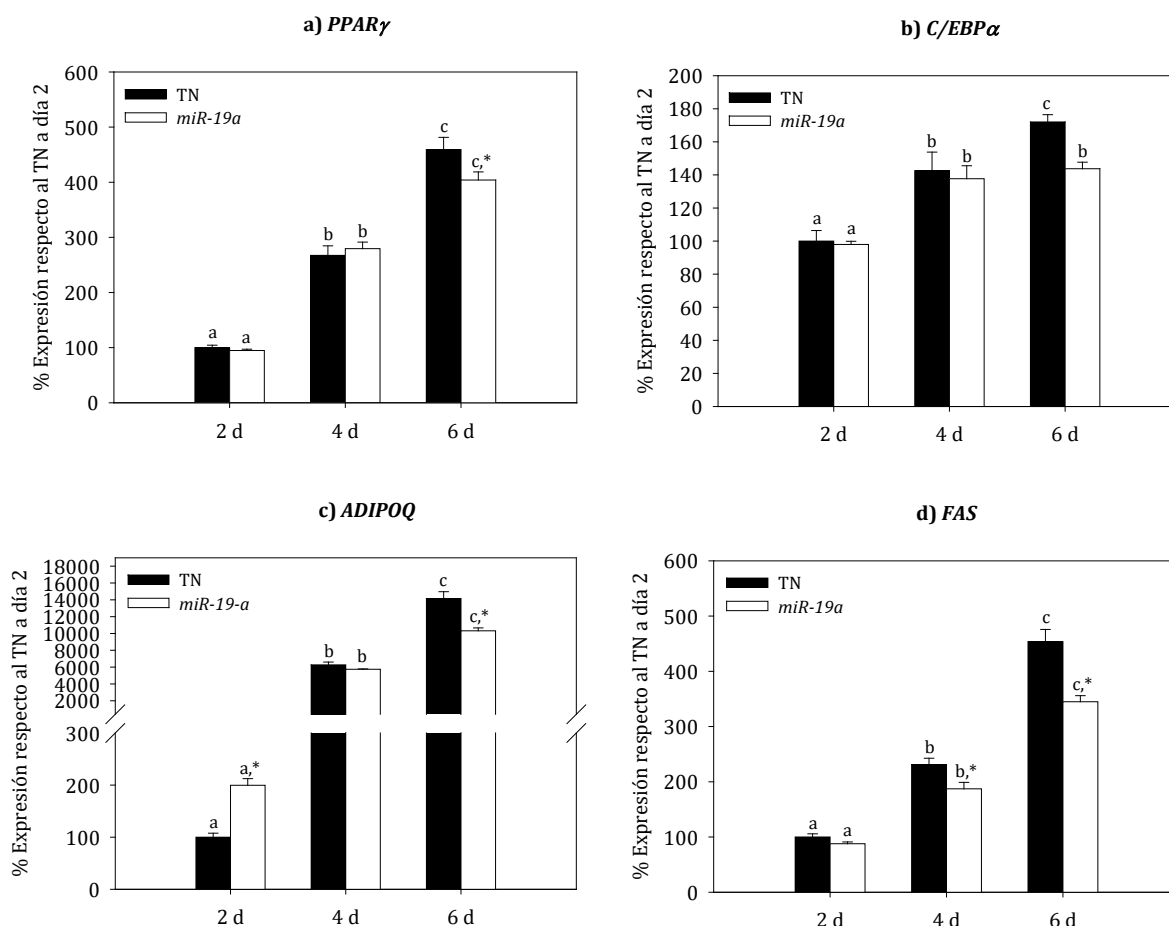 a) PPARγ
% Expresión respecto al TN a día 2
600
500
400
300
200
100
0
TN
miR-19a
a
a
b
b
c
c,*
2 d
4 d
6 d
b) C/EBPα
% Expresión respecto al TN a día 2
200
180
160
140
120
100
80
60
40
20
0
TN
miR-19a
a
a
b
b
c
b
2 d
4 d
6 d
c) ADIPOQ
% Expresión respecto al TN a día 2
18000
16000
14000
12000
10000
8000
6000
4000
2000
200
100
0
TN
miR-19-a
a
a,*
b
b
c
c,*
2 d
4 d
6 d
d) FAS
% Expresión respecto al TN a día 2
600
500
400
300
200
100
0
TN
miR-19a
a
a
b
b,*
c
c,*
2 d
4 d
6 d